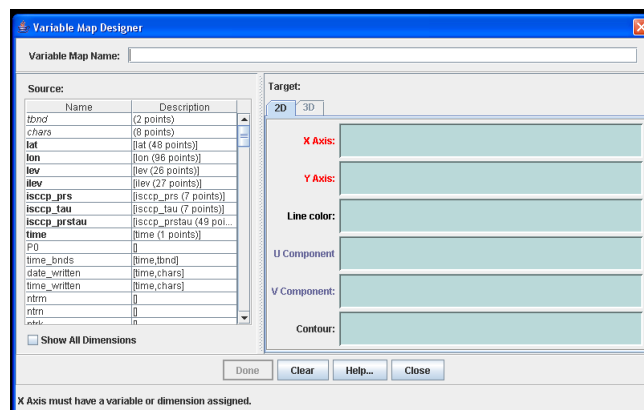 Variable Map Designer
Variable Map Name:
Source:
Name Description
tbnd (2 points)
chars (8 points)
lat [lat (48 points)]
lon [lon (96 points)]
lev [lev (26 points)]
ilev [ilev (27 points)]
isccp_prs [isccp_prs (7 points)]
isccp_tau [isccp_tau (7 points)]
isccp_prstau [isccp_prstau (49 poi...
time [time (1 points)]
P0 []
time_bnds [time,tbnd]
date_written [time,chars]
time_written [time,chars]
ntrm []
ntrn []
ntrk []
Show All Dimensions
Target:
2D 3D
X Axis:
Y Axis:
Line color:
U Component
V Component:
Contour:
Done Clear Help... Close
X Axis must have a variable or dimension assigned.